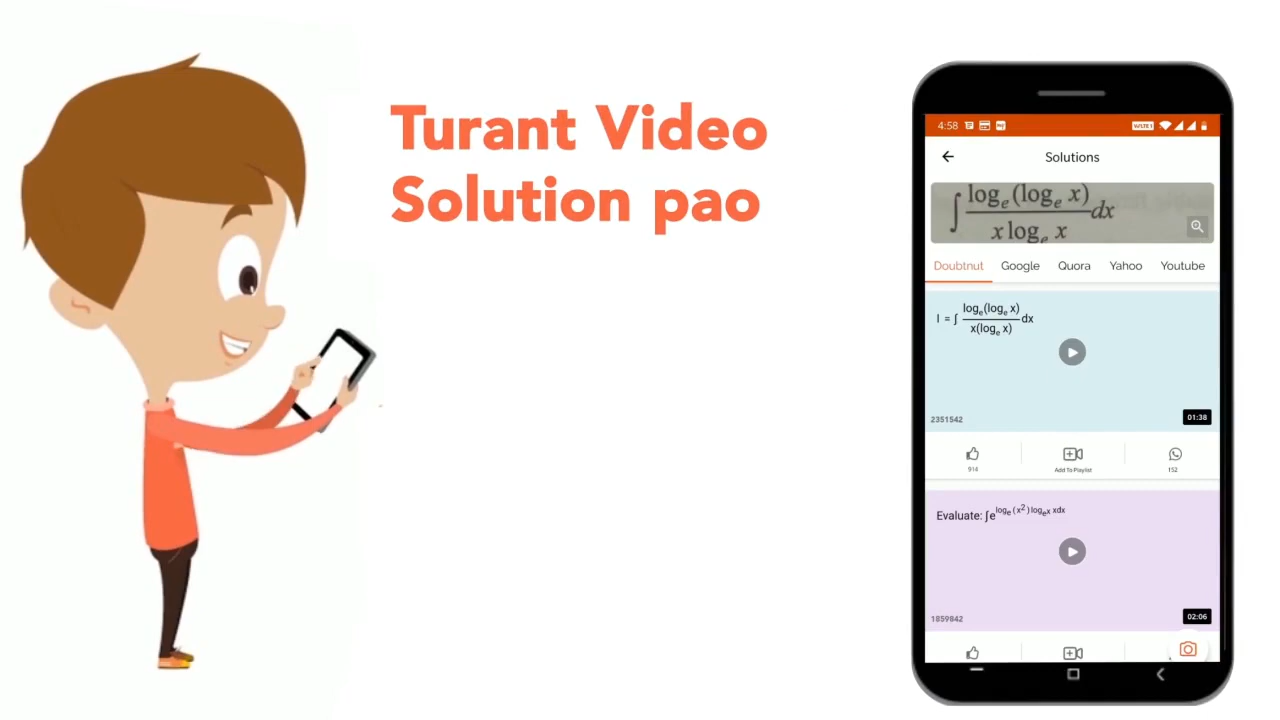 Turant Video
Solution pao
4:58
VoLTE1
Solutions
∫ logₑ(logₑ x) / x logₑ x dx
Doubtnut Google Quora Yahoo Youtube
I = ∫ logₑ(logₑ x) / x(logₑ x) dx
2351542
01:38
914
Add To Playlist
152
Evaluate: ∫e^logₑ(x²)logₑx xdx
1859842
02:06